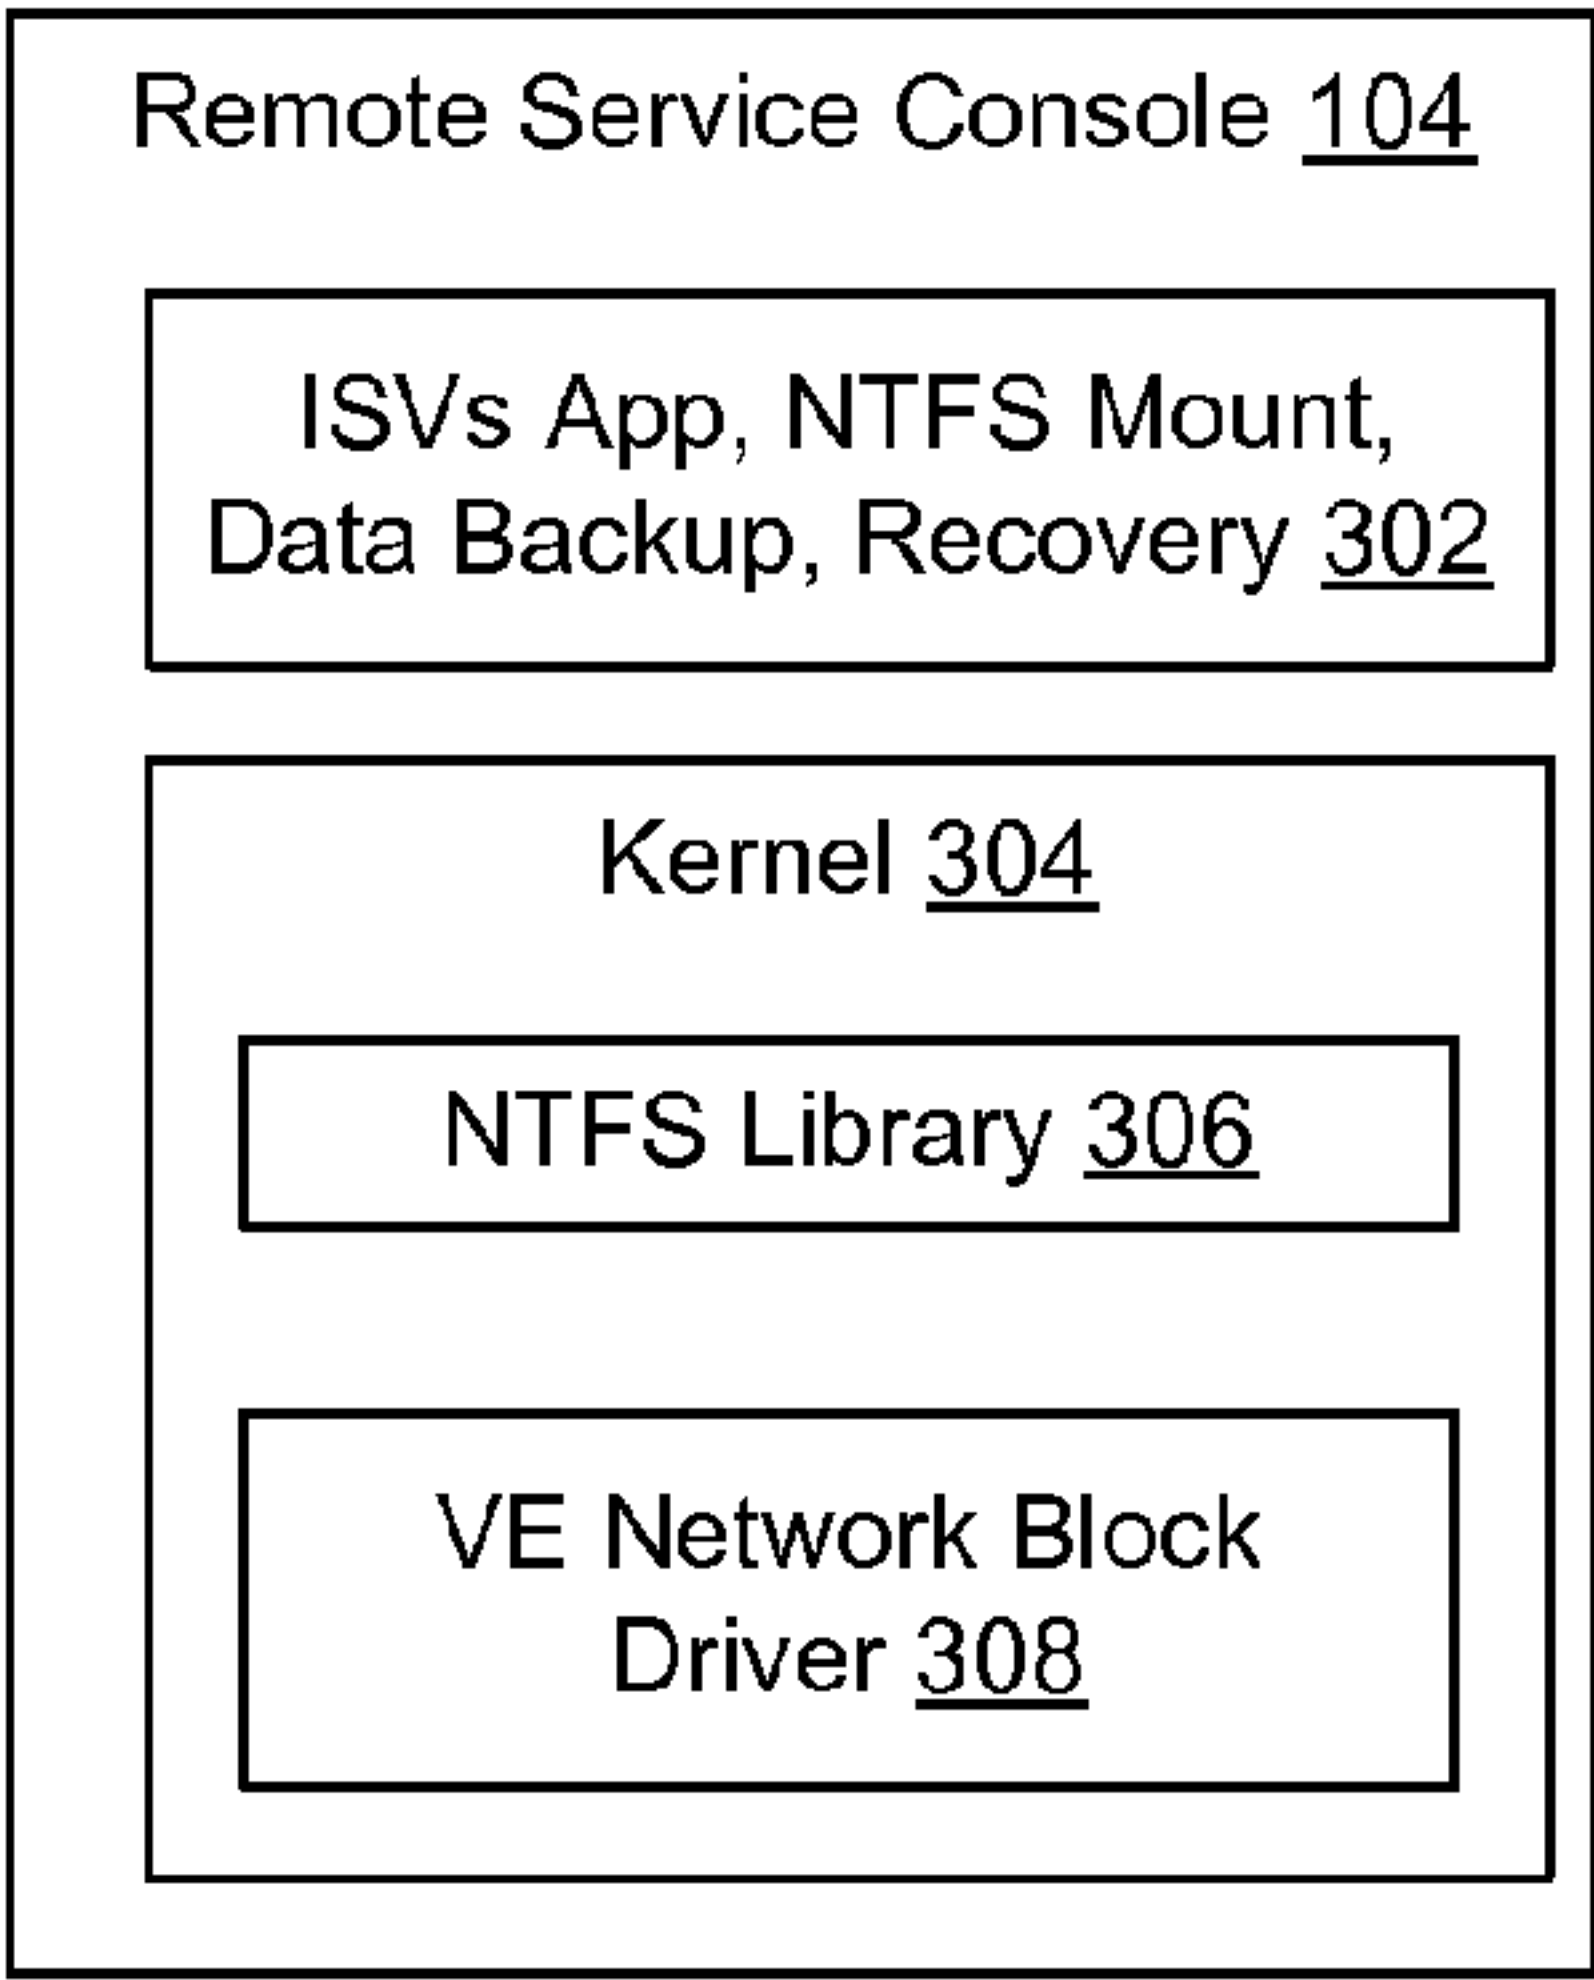 Remote Service Console 104
ISVs App, NTFS Mount,
Data Backup, Recovery 302
Kernel 304
NTFS Library 306
VE Network Block
Driver 308